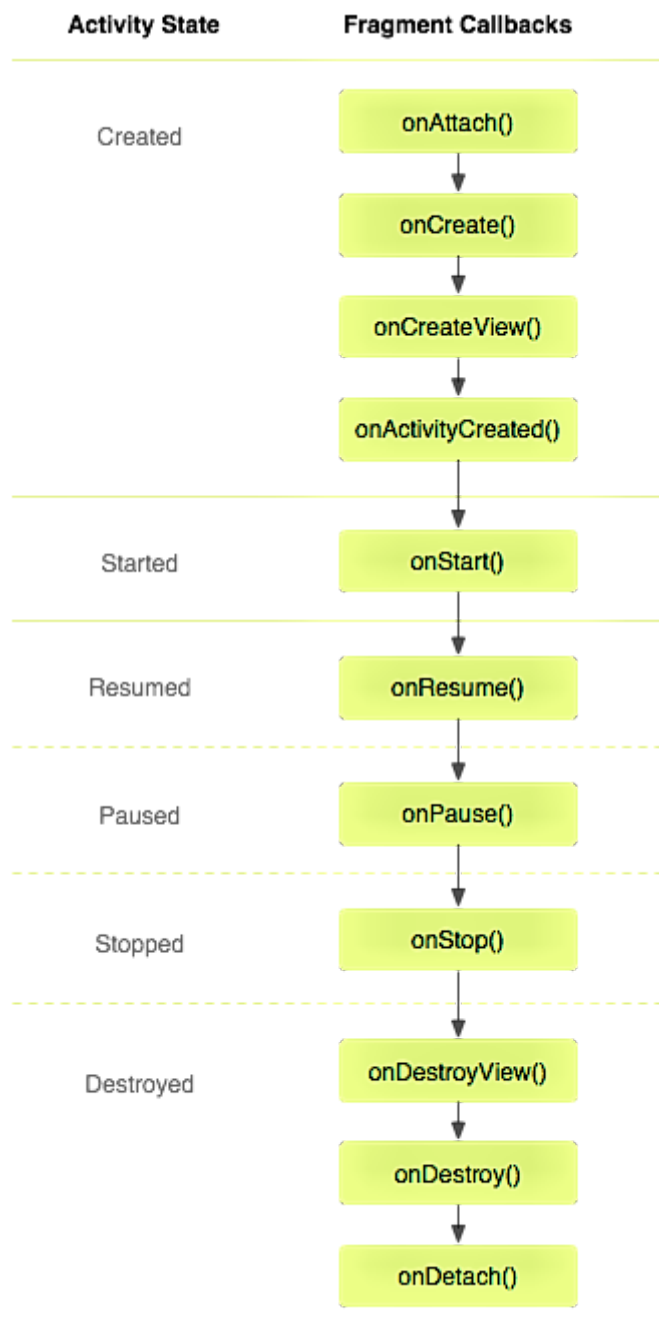 Activity State Fragment Callbacks
Created
onAttach()
onCreate()
onCreateView()
onActivityCreated()
Started
onStart()
Resumed
onResume()
Paused
onPause()
Stopped
onStop()
Destroyed
onDestroyView()
onDestroy()
onDetach()